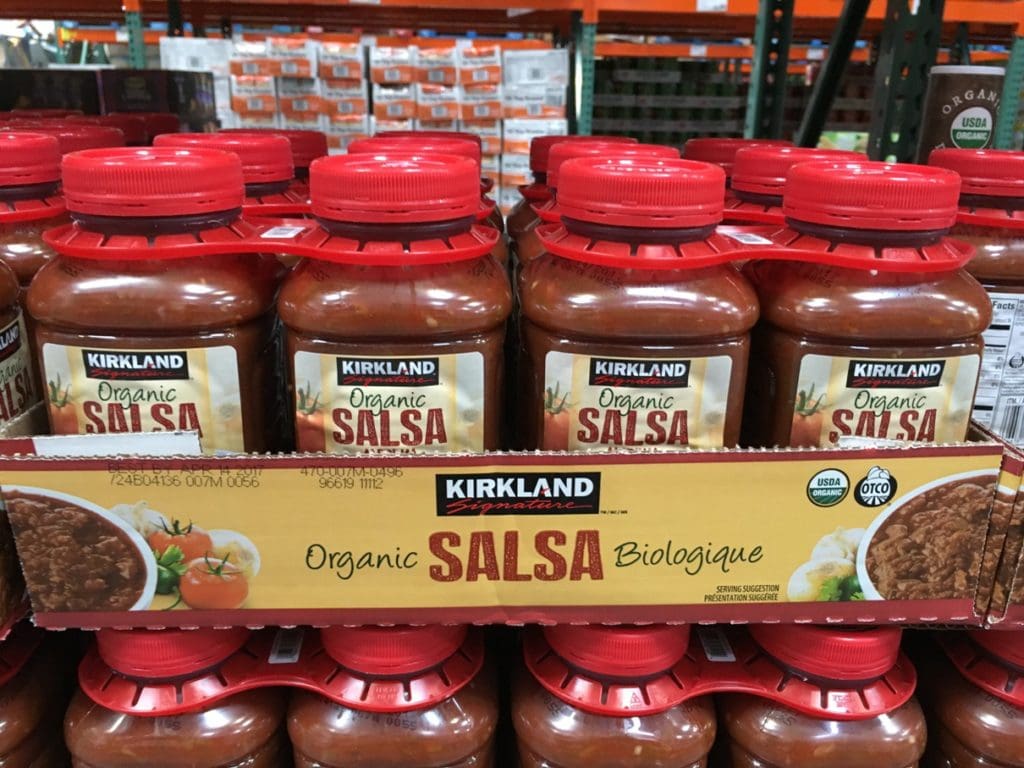 ORGANIC
USDA
ORGANIC
KIRKLAND
Signature
Organic
SALSA
KIRKLAND
Signature
Organic
SALSA
KIRKLAND
Signature
Organic
SALSA
KIRKLAND
Signature
Organic
SALSA
Facts
BEST BY APR 14 2017
724B04136 007M 0056
470-007M-0496
96619 11112
KIRKLAND
Signature
USDA
ORGANIC
OTCO
Organic SALSA Biologique
SERVING SUGGESTION
PRÉSENTATION SUGGÉRÉE